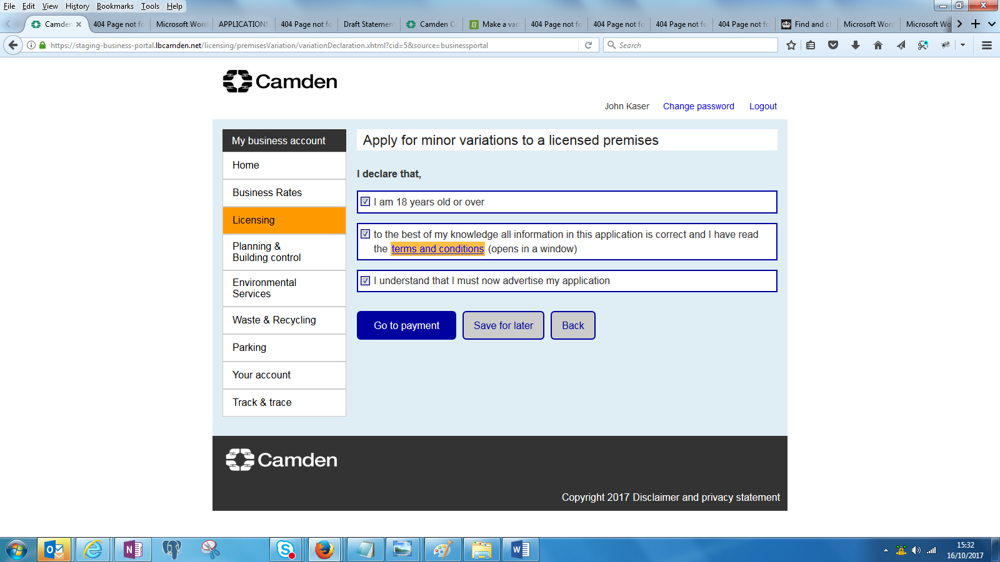 File Edit View History Bookmarks Tools Help
Camden 404 Page not fo Microsoft Word APPLICATIONS 404 Page not fo Draft Statement Camden C Make a var 404 Page not fo 404 Page not fo 404 Page not fo 404 Page not fo Find and c Microsoft Word Microsoft Wo
https://staging-business-portal.lbcamden.net/licensing/premisesVariation/variationDeclaration.xhtml?cid=5&source=businessportal Search
Camden
John Kaser Change password Logout
My business account
Home
Business Rates
Licensing
Planning &
Building control
Environmental
Services
Waste & Recycling
Parking
Your account
Track & trace
Apply for minor variations to a licensed premises
I declare that,
I am 18 years old or over
to the best of my knowledge all information in this application is correct and I have read
the terms and conditions (opens in a window)
I understand that I must now advertise my application
Go to payment Save for later Back
Camden
Copyright 2017 Disclaimer and privacy statement
15:32
16/10/2017